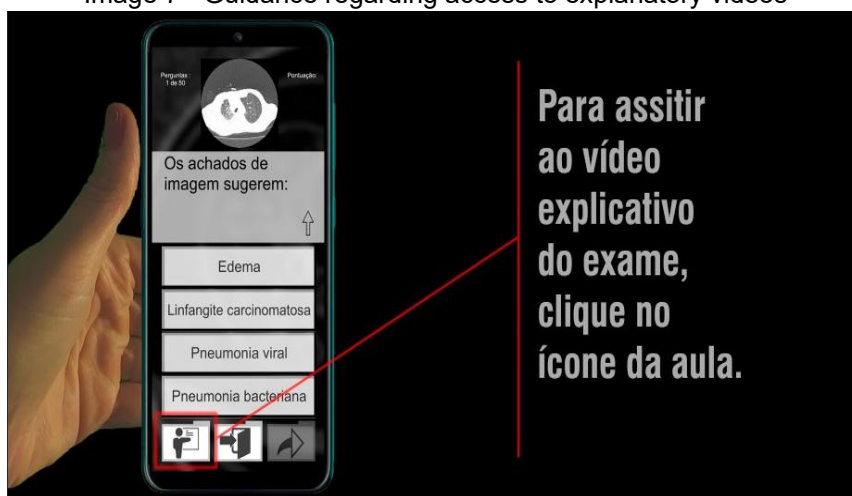 Image 7 - Guidance regarding access to explanatory videos
Perguntas :
1 de 50
Pontuação:
Os achados de
imagem sugerem:
Edema
Linfangite carcinomatosa
Pneumonia viral
Pneumonia bacteriana
Para assitir
ao vídeo
explicativo
do exame,
clique no
ícone da aula.